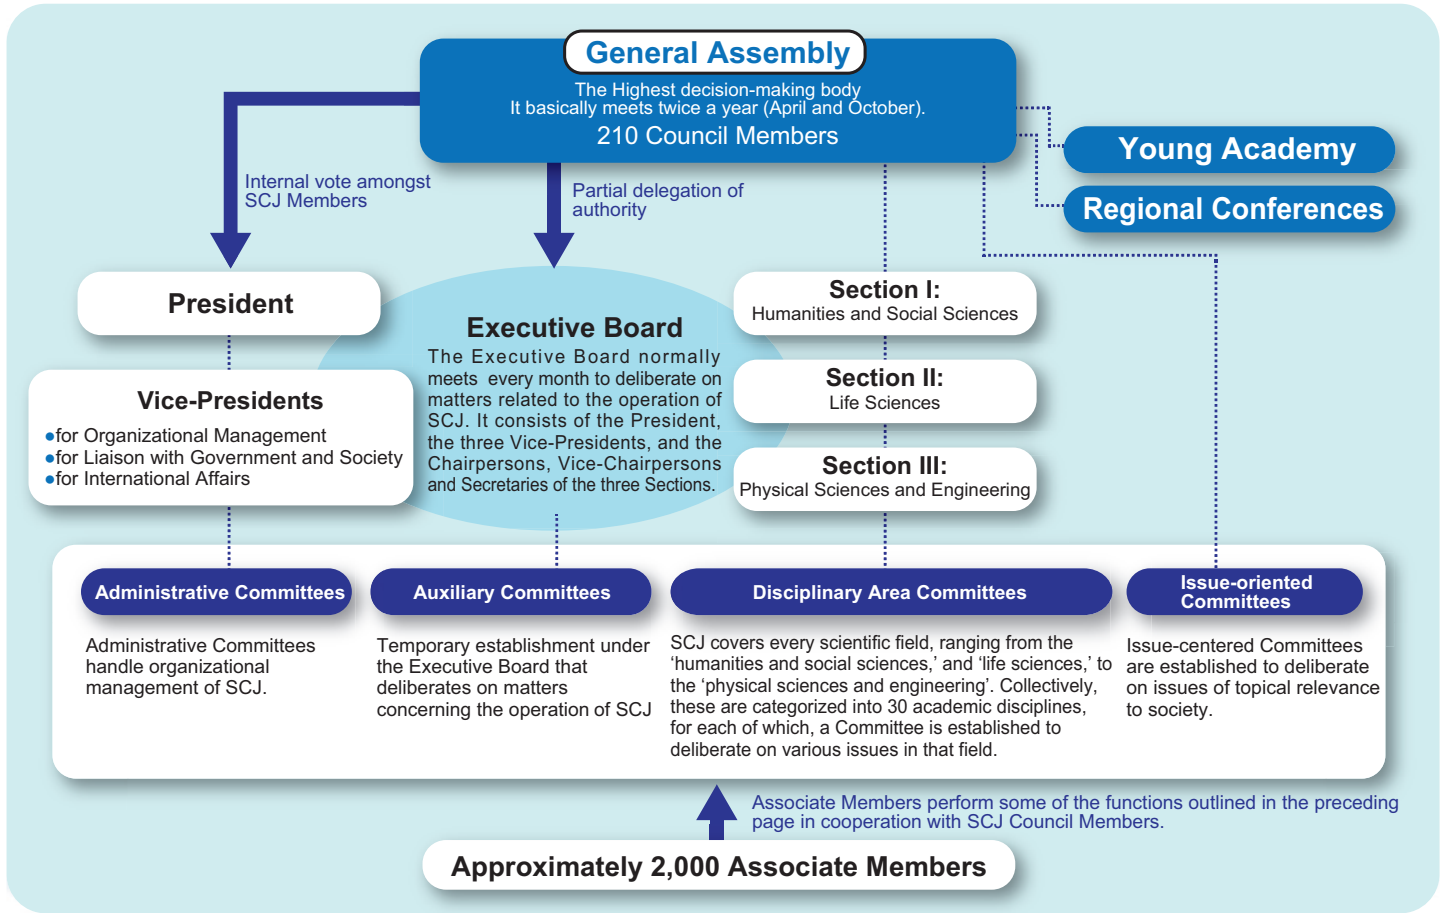 General Assembly
The Highest decision-making body
It basically meets twice a year (April and October).
210 Council Members
Young Academy
Regional Conferences
Internal vote amongst
SCJ Members
Partial delegation of
authority
President
Vice-Presidents
●for Organizational Management
●for Liaison with Government and Society
●for International Affairs
Executive Board
The Executive Board normally
meets every month to deliberate on
matters related to the operation of
SCJ. It consists of the President,
the three Vice-Presidents, and the
Chairpersons, Vice-Chairpersons
and Secretaries of the three Sections.
Section I:
Humanities and Social Sciences
Section II:
Life Sciences
Section III:
Physical Sciences and Engineering
Administrative Committees
Administrative Committees
handle organizational
management of SCJ.
Auxiliary Committees
Temporary establishment under
the Executive Board that
deliberates on matters
concerning the operation of SCJ
Disciplinary Area Committees
SCJ covers every scientific field, ranging from the
‘humanities and social sciences,’ and ‘life sciences,’ to
the ‘physical sciences and engineering’. Collectively,
these are categorized into 30 academic disciplines,
for each of which, a Committee is established to
deliberate on various issues in that field.
Issue-oriented
Committees
Issue-centered Committees
are established to deliberate
on issues of topical relevance
to society.
Associate Members perform some of the functions outlined in the preceding
page in cooperation with SCJ Council Members.
Approximately 2,000 Associate Members